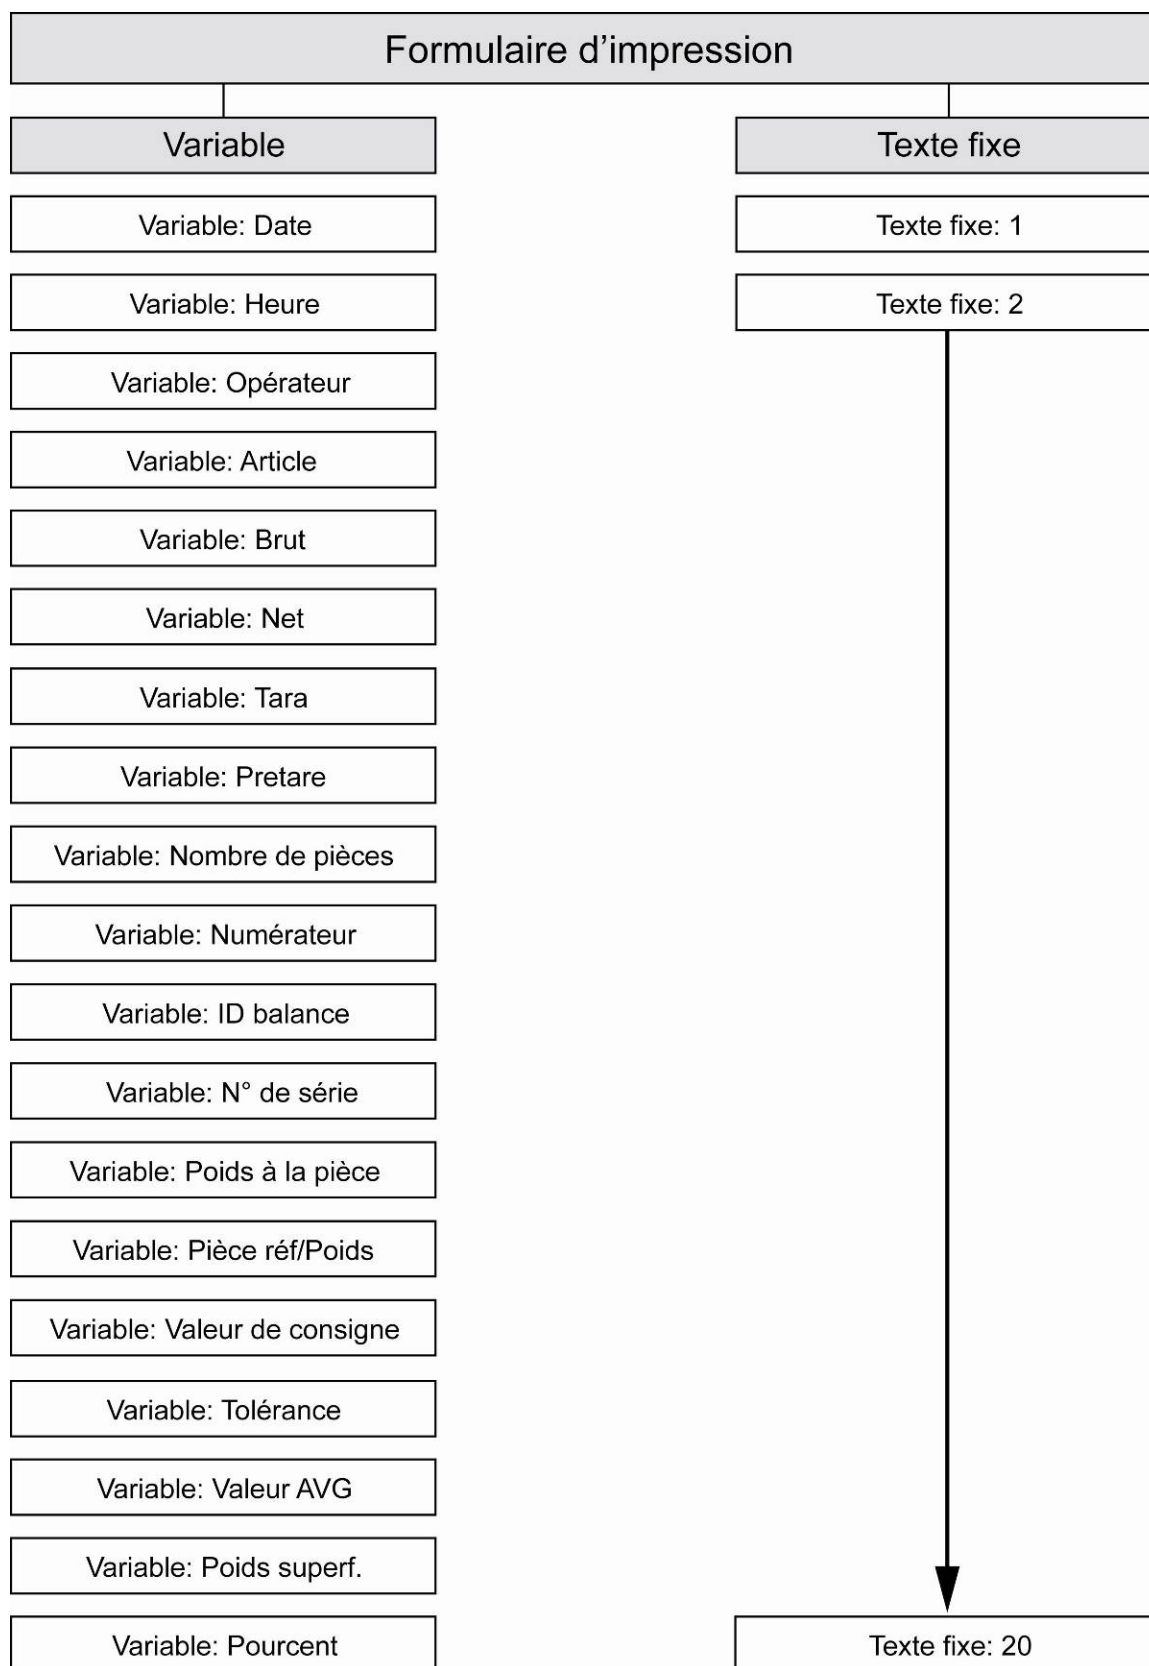 Formulaire d’impression
Variable
Texte fixe
Variable: Date
Texte fixe: 1
Variable: Heure
Texte fixe: 2
Variable: Opérateur
Variable: Article
Variable: Brut
Variable: Net
Variable: Tara
Variable: Pretare
Variable: Nombre de pièces
Variable: Numérateur
Variable: ID balance
Variable: N° de série
Variable: Poids à la pièce
Variable: Pièce réf/Poids
Variable: Valeur de consigne
Variable: Tolérance
Variable: Valeur AVG
Variable: Poids superf.
Variable: Pourcent
Texte fixe: 20